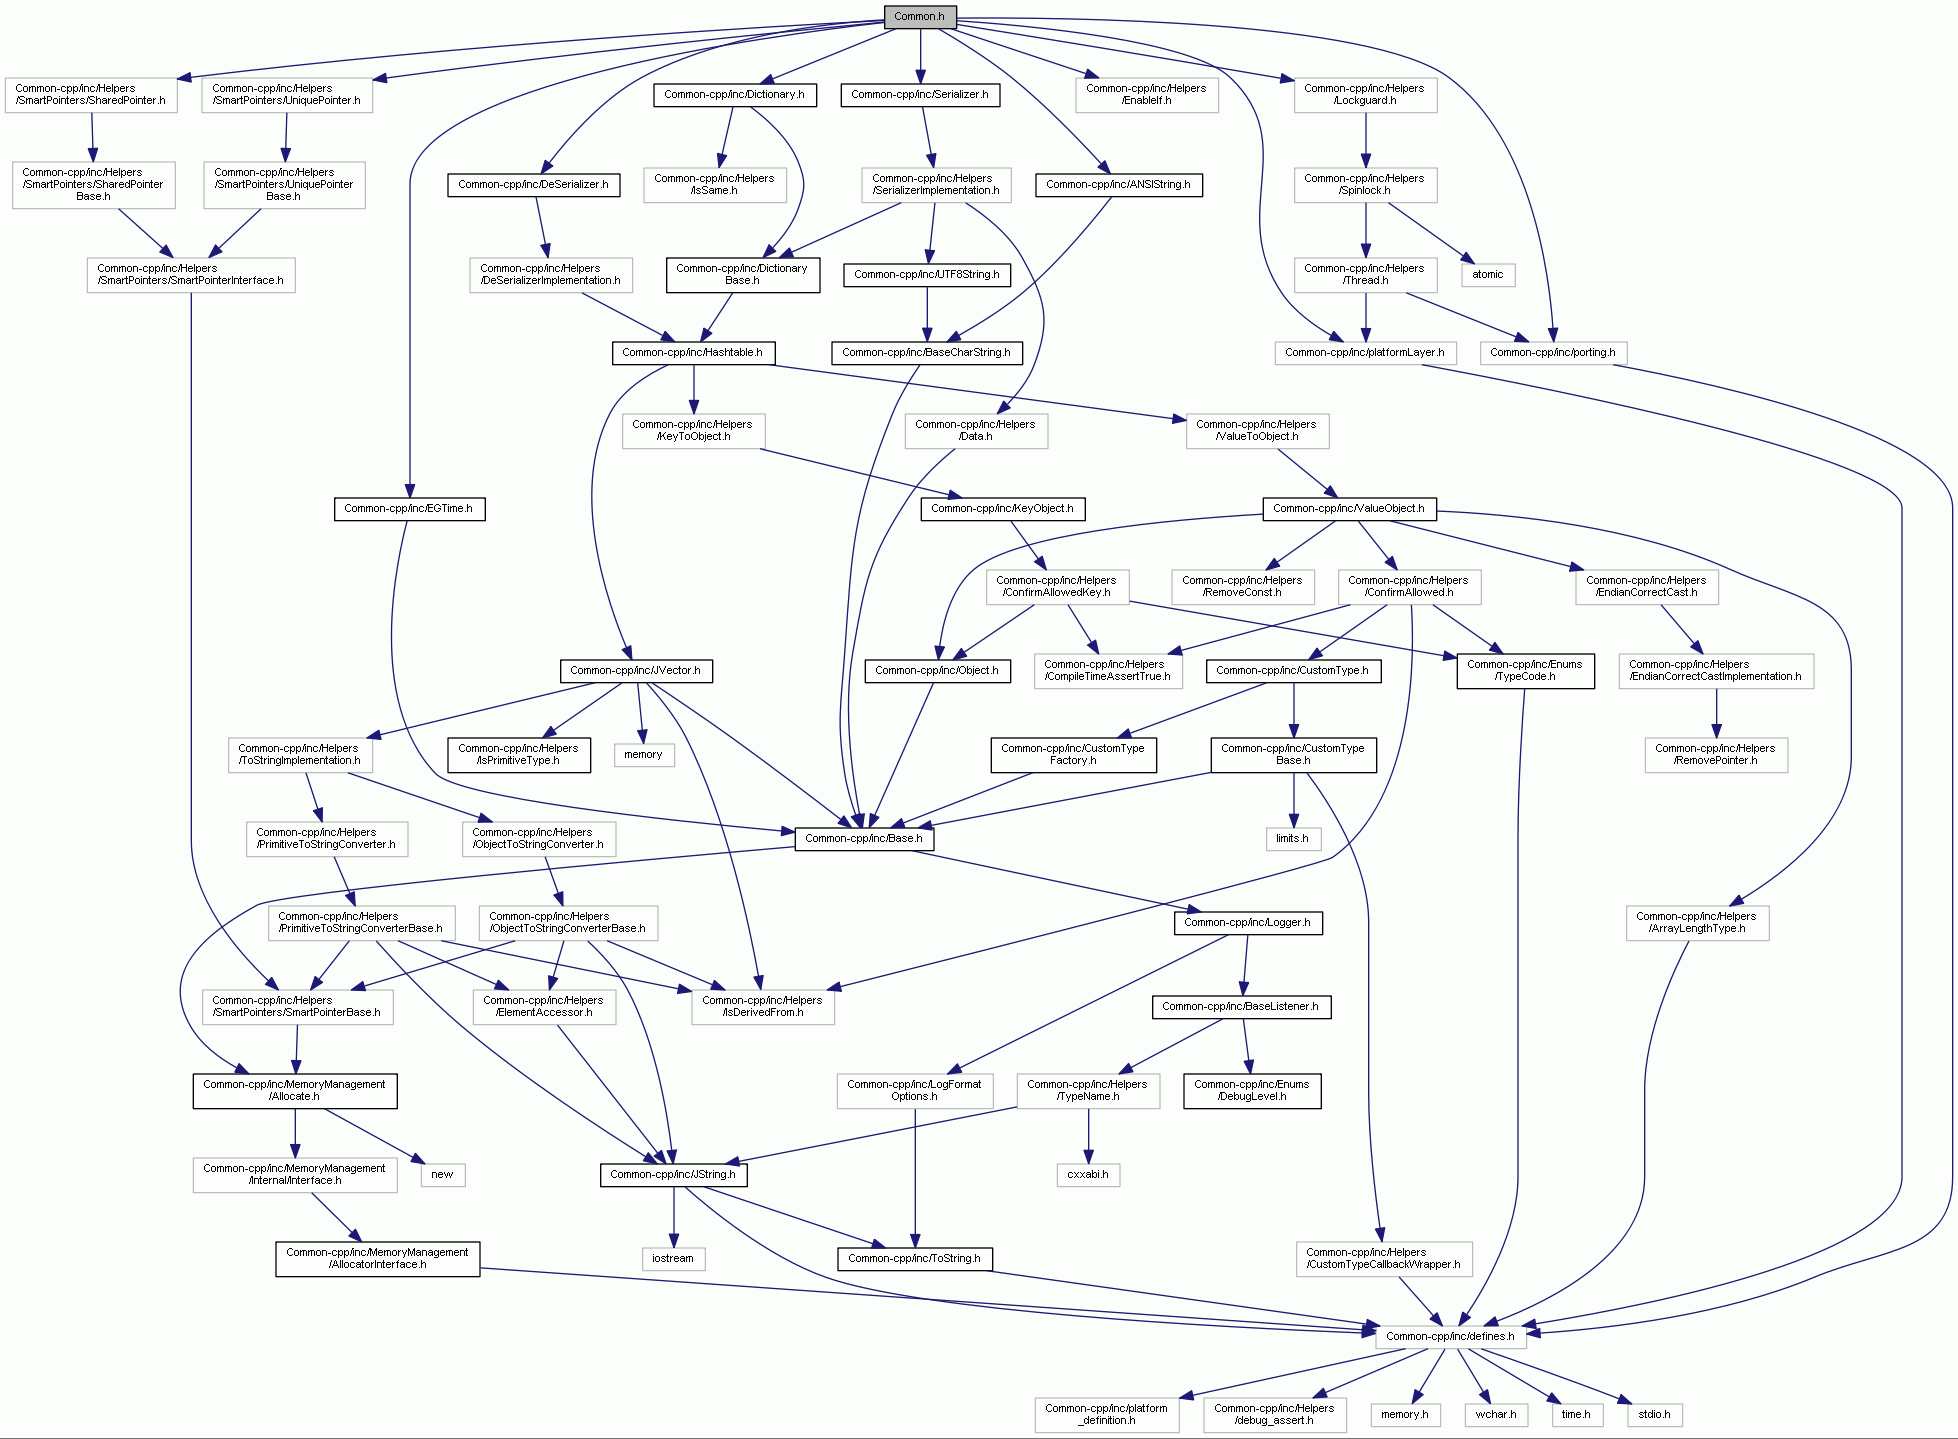 Common.h
Common-cpp/inc/Helpers
/SmartPointers/SharedPointer.h
Common-cpp/inc/Helpers
/SmartPointers/UniquePointer.h
Common-cpp/inc/Dictionary.h
Common-cpp/inc/Serializer.h
Common-cpp/inc/Helpers
/EnableIf.h
Common-cpp/inc/Helpers
/Lockguard.h
Common-cpp/inc/Helpers
/SmartPointers/SharedPointer
Base.h
Common-cpp/inc/Helpers
/SmartPointers/UniquePointer
Base.h
Common-cpp/inc/DeSerializer.h
Common-cpp/inc/Helpers
/IsSame.h
Common-cpp/inc/Helpers
/SerializerImplementation.h
Common-cpp/inc/ANSIString.h
Common-cpp/inc/Helpers
/Spinlock.h
Common-cpp/inc/Helpers
/SmartPointers/SmartPointerInterface.h
Common-cpp/inc/Helpers
/DeSerializerImplementation.h
Common-cpp/inc/Dictionary
Base.h
Common-cpp/inc/UTF8String.h
Common-cpp/inc/Helpers
/Thread.h
atomic
Common-cpp/inc/Hashtable.h
Common-cpp/inc/BaseCharString.h
Common-cpp/inc/platformLayer.h
Common-cpp/inc/porting.h
Common-cpp/inc/Helpers
/KeyToObject.h
Common-cpp/inc/Helpers
/Data.h
Common-cpp/inc/Helpers
/ValueToObject.h
Common-cpp/inc/EGTime.h
Common-cpp/inc/KeyObject.h
Common-cpp/inc/ValueObject.h
Common-cpp/inc/Helpers
/ConfirmAllowedKey.h
Common-cpp/inc/Helpers
/RemoveConst.h
Common-cpp/inc/Helpers
/ConfirmAllowed.h
Common-cpp/inc/Helpers
/EndianCorrectCast.h
Common-cpp/inc/JVector.h
Common-cpp/inc/Object.h
Common-cpp/inc/Helpers
/CompileTimeAssertTrue.h
Common-cpp/inc/CustomType.h
Common-cpp/inc/Enums
/TypeCode.h
Common-cpp/inc/Helpers
/EndianCorrectCastImplementation.h
Common-cpp/inc/Helpers
/ToStringImplementation.h
Common-cpp/inc/Helpers
/IsPrimitiveType.h
memory
Common-cpp/inc/CustomType
Factory.h
Common-cpp/inc/CustomType
Base.h
Common-cpp/inc/Helpers
/RemovePointer.h
Common-cpp/inc/Helpers
/PrimitiveToStringConverter.h
Common-cpp/inc/Helpers
/ObjectToStringConverter.h
Common-cpp/inc/Base.h
limits.h
Common-cpp/inc/Helpers
/PrimitiveToStringConverterBase.h
Common-cpp/inc/Helpers
/ObjectToStringConverterBase.h
Common-cpp/inc/Logger.h
Common-cpp/inc/Helpers
/ArrayLengthType.h
Common-cpp/inc/Helpers
/SmartPointers/SmartPointerBase.h
Common-cpp/inc/Helpers
/ElementAccessor.h
Common-cpp/inc/Helpers
/IsDerivedFrom.h
Common-cpp/inc/BaseListener.h
Common-cpp/inc/MemoryManagement
/Allocate.h
Common-cpp/inc/LogFormat
Options.h
Common-cpp/inc/Helpers
/TypeName.h
Common-cpp/inc/Enums
/DebugLevel.h
Common-cpp/inc/MemoryManagement
/Internal/Interface.h
new
Common-cpp/inc/JString.h
cxxabi.h
Common-cpp/inc/MemoryManagement
/AllocatorInterface.h
iostream
Common-cpp/inc/ToString.h
Common-cpp/inc/Helpers
/CustomTypeCallbackWrapper.h
Common-cpp/inc/defines.h
Common-cpp/inc/platform
_definition.h
Common-cpp/inc/Helpers
/debug_assert.h
memory.h
wchar.h
time.h
stdio.h